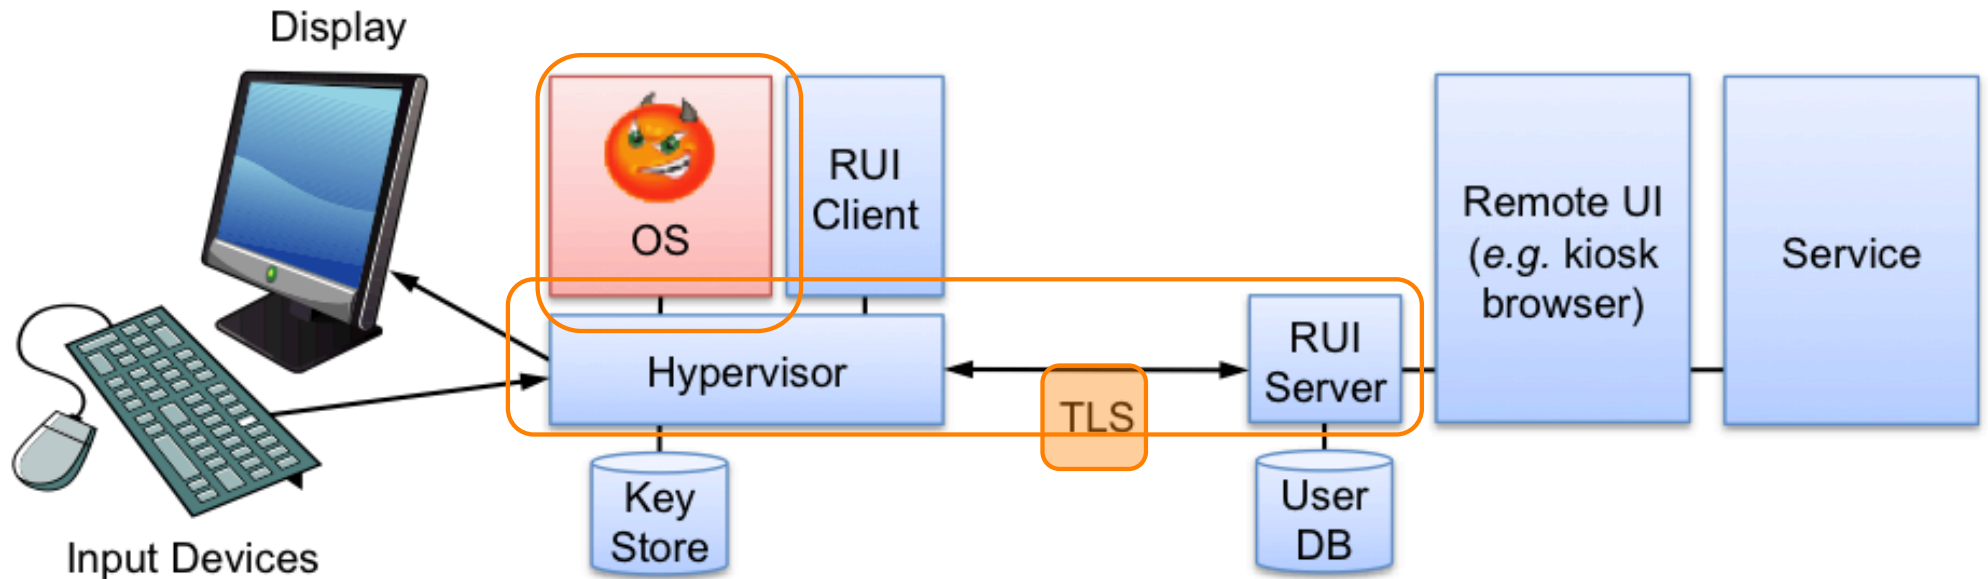 Display
OS
RUI
Client
Hypervisor
TLS
RUI
Server
Remote UI
(e.g. kiosk
browser)
Service
Key
Store
User
DB
Input Devices